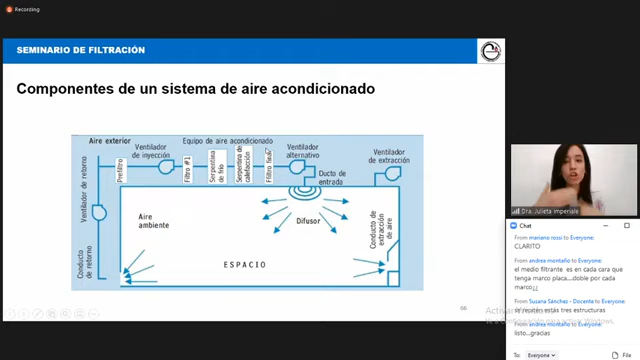 Recording
SEMINARIO DE FILTRACIÓN
Componentes de un sistema de aire acondicionado
Aire exterior
Ventilador
de inyección
Equipo de aire acondicionado
Ventilador
alternativo
Ventilador
de extracción
Prefiltro
Filtro #1
Serpentina
de frío
Serpentina de
calefacción
Ducto de
entrada
Ventilador de retorno
Aire
ambiente
Difusor
Conducto de
extracción
de aire
Conducto
de retorno
ESPACIO
66
Dra. Julieta imperiale
Chat
From mariano rossi to Everyone:
CLARITO
From andrea montaño to Everyone:
el medio filtrante es en cada cara que
tenga marco placa...doble por cada
marco¿¿
From Susana Sánchez - Docente to Everyone:
de repente estás tres estructuras
From andrea montaño to Everyone:
listo...gracias
To: Everyone
File